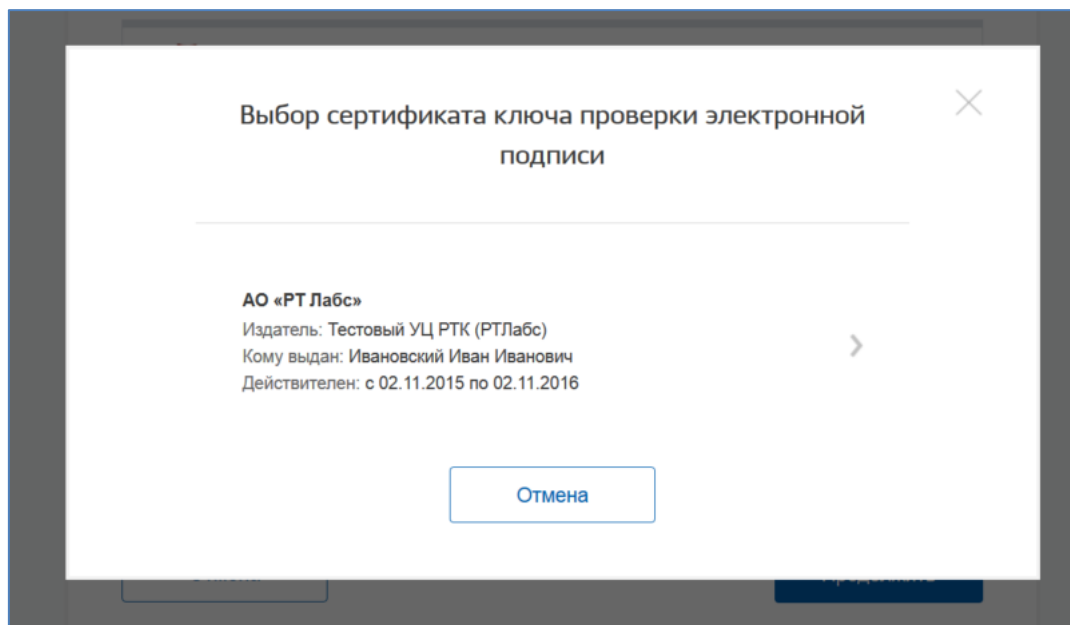 Выбор сертификата ключа проверки электронной
подписи
АО «РТ Лабс»
Издатель: Тестовый УЦ РТК (РТЛабс)
Кому выдан: Ивановский Иван Иванович
Действителен: с 02.11.2015 по 02.11.2016
Отмена